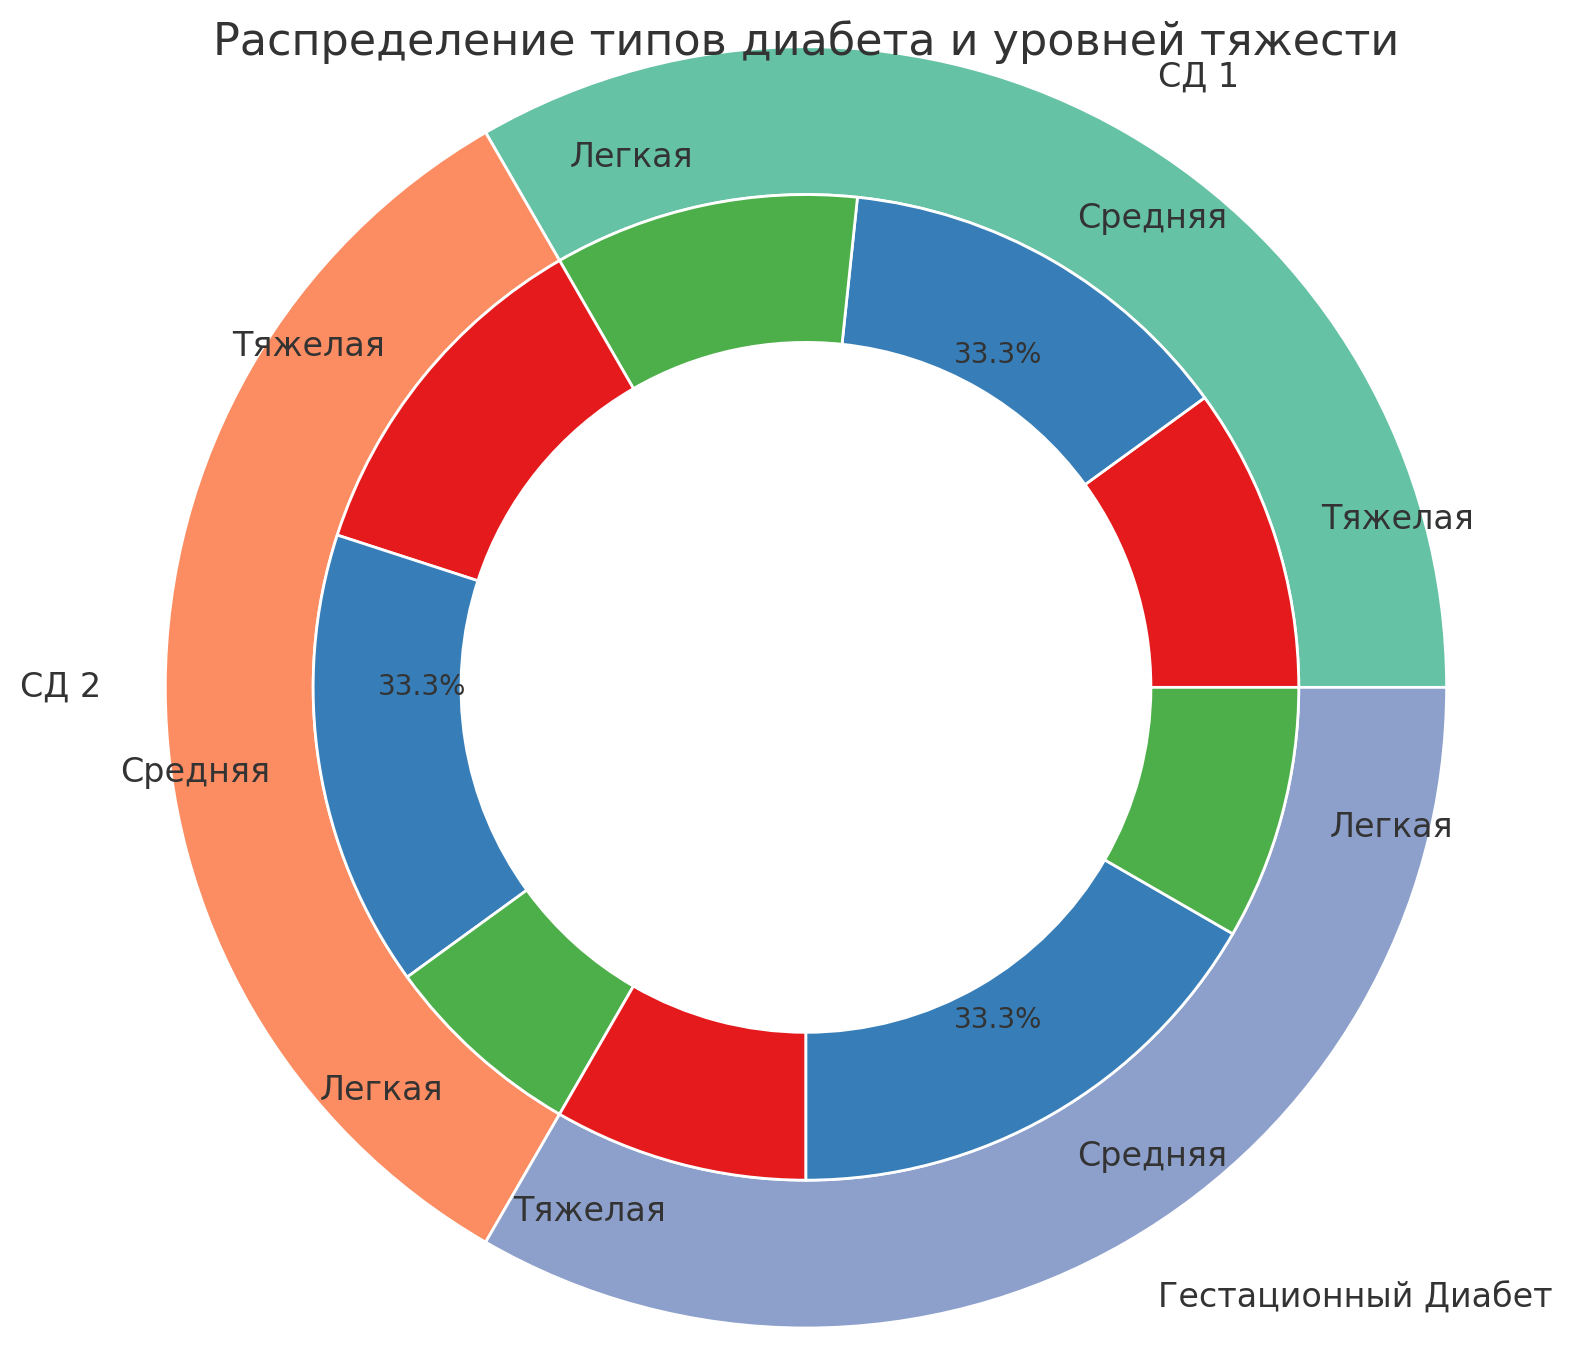 Распределение типов диабета и уровней тяжести
СД 1
Легкая
Средняя
Тяжелая
33.3%
Тяжелая
СД 2
33.3%
Средняя
Легкая
Легкая
33.3%
Средняя
Тяжелая
Гестационный Диабет